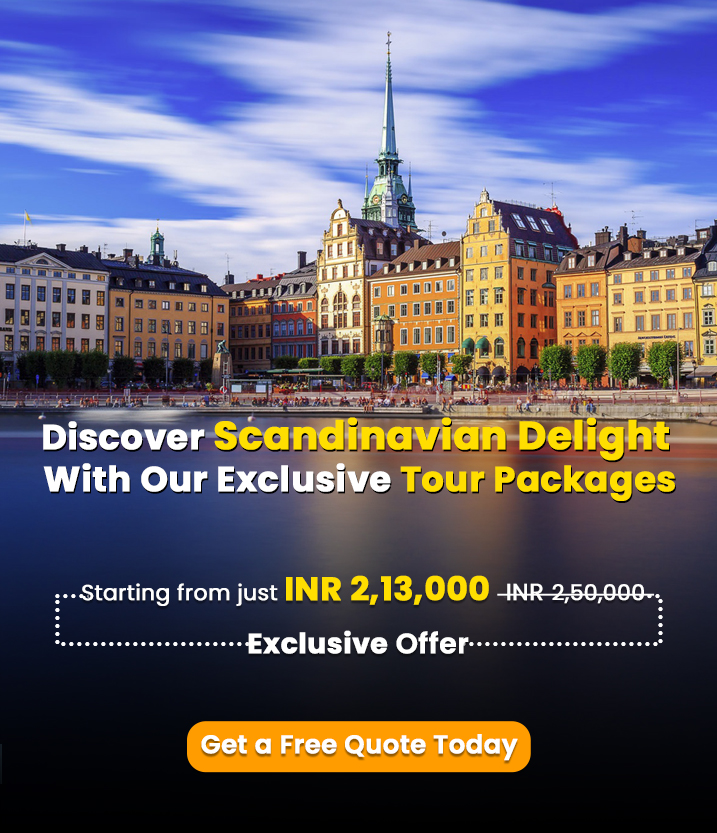 Discover Scandinavian Delight
With Our Exclusive Tour Packages
Starting from just INR 2,13,000 INR 2,50,000
Exclusive Offer
Get a Free Quote Today